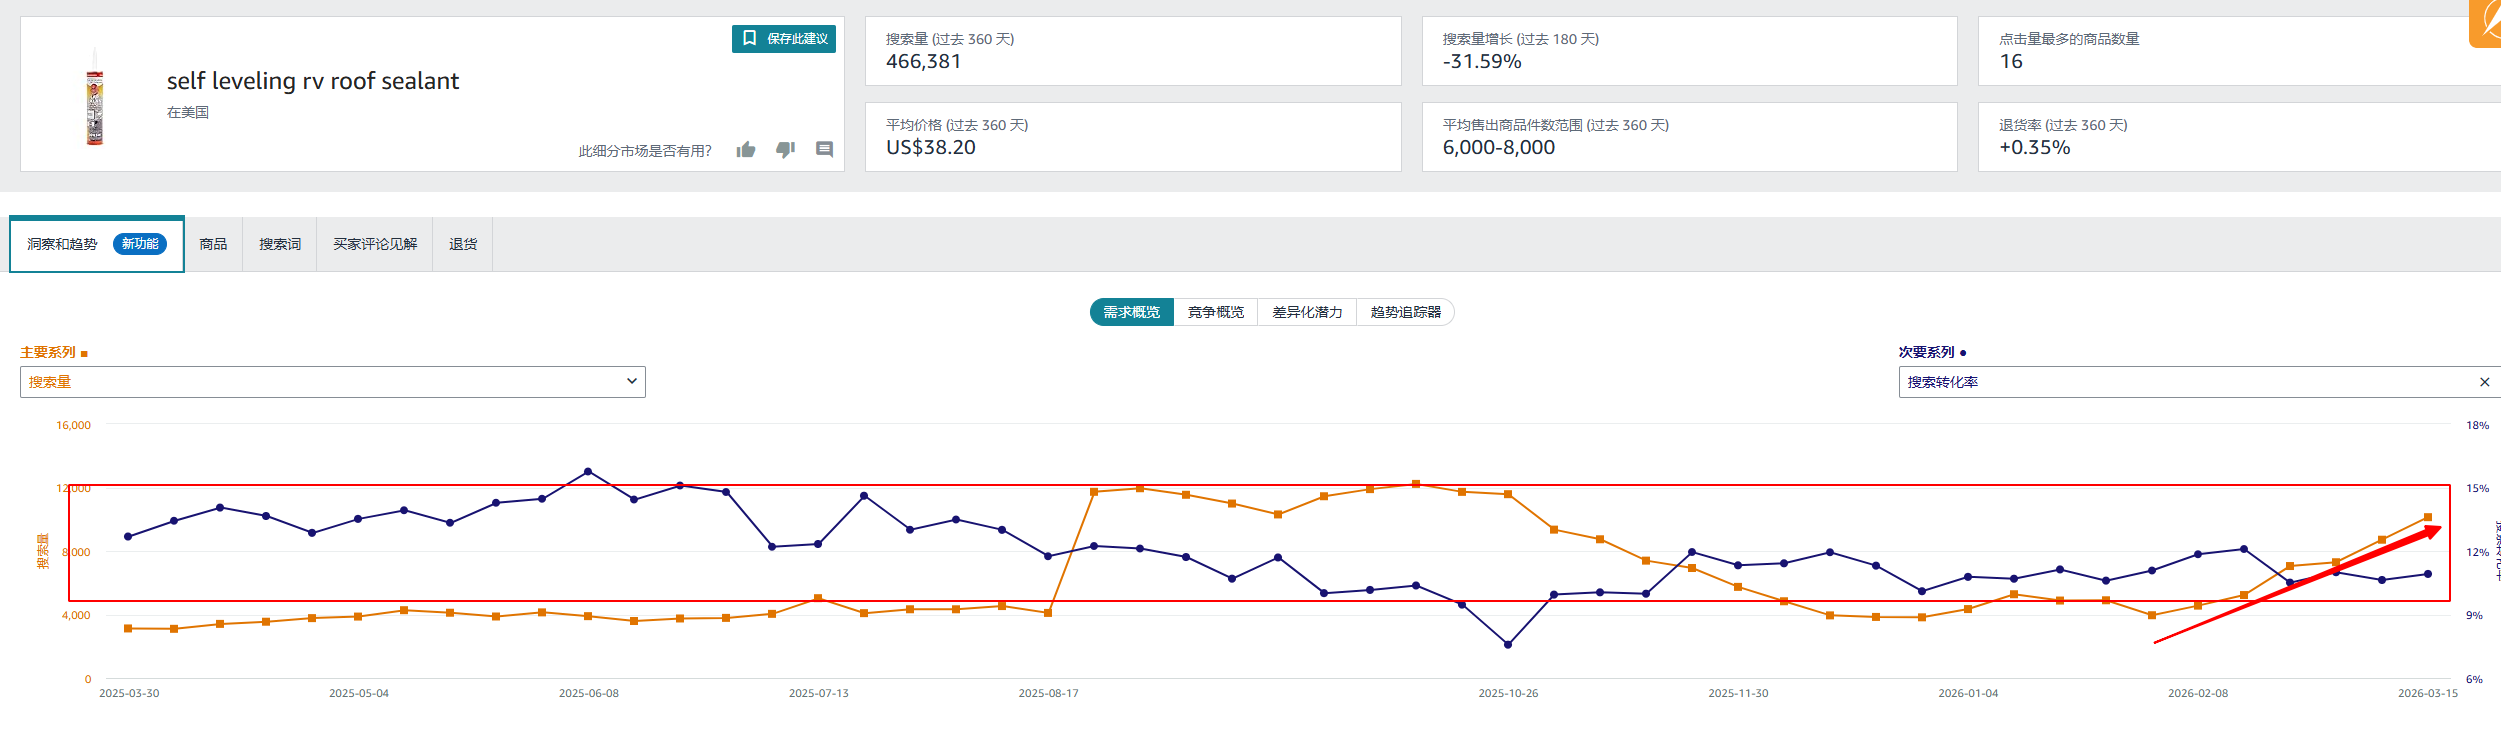 保存此建议
self leveling rv roof sealant
在美国
此细分市场是否有用?
搜索量 (过去 360 天)
466,381
搜索量增长 (过去 180 天)
-31.59%
点击量最多的商品数量
16
平均价格 (过去 360 天)
US$38.20
平均售出商品件数范围 (过去 360 天)
6,000-8,000
退货率 (过去 360 天)
+0.35%
洞察和趋势 新功能 商品 搜索词 买家评论见解 退货
需求概览 竞争概览 差异化潜力 趋势追踪器
主要系列
搜索量
次要系列
搜索转化率
16,000
12,000
8,000
4,000
0
搜索量
18%
15%
12%
9%
6%
2025-03-30 2025-05-04 2025-06-08 2025-07-13 2025-08-17 2025-10-26 2025-11-30 2026-01-04 2026-02-08 2026-03-15